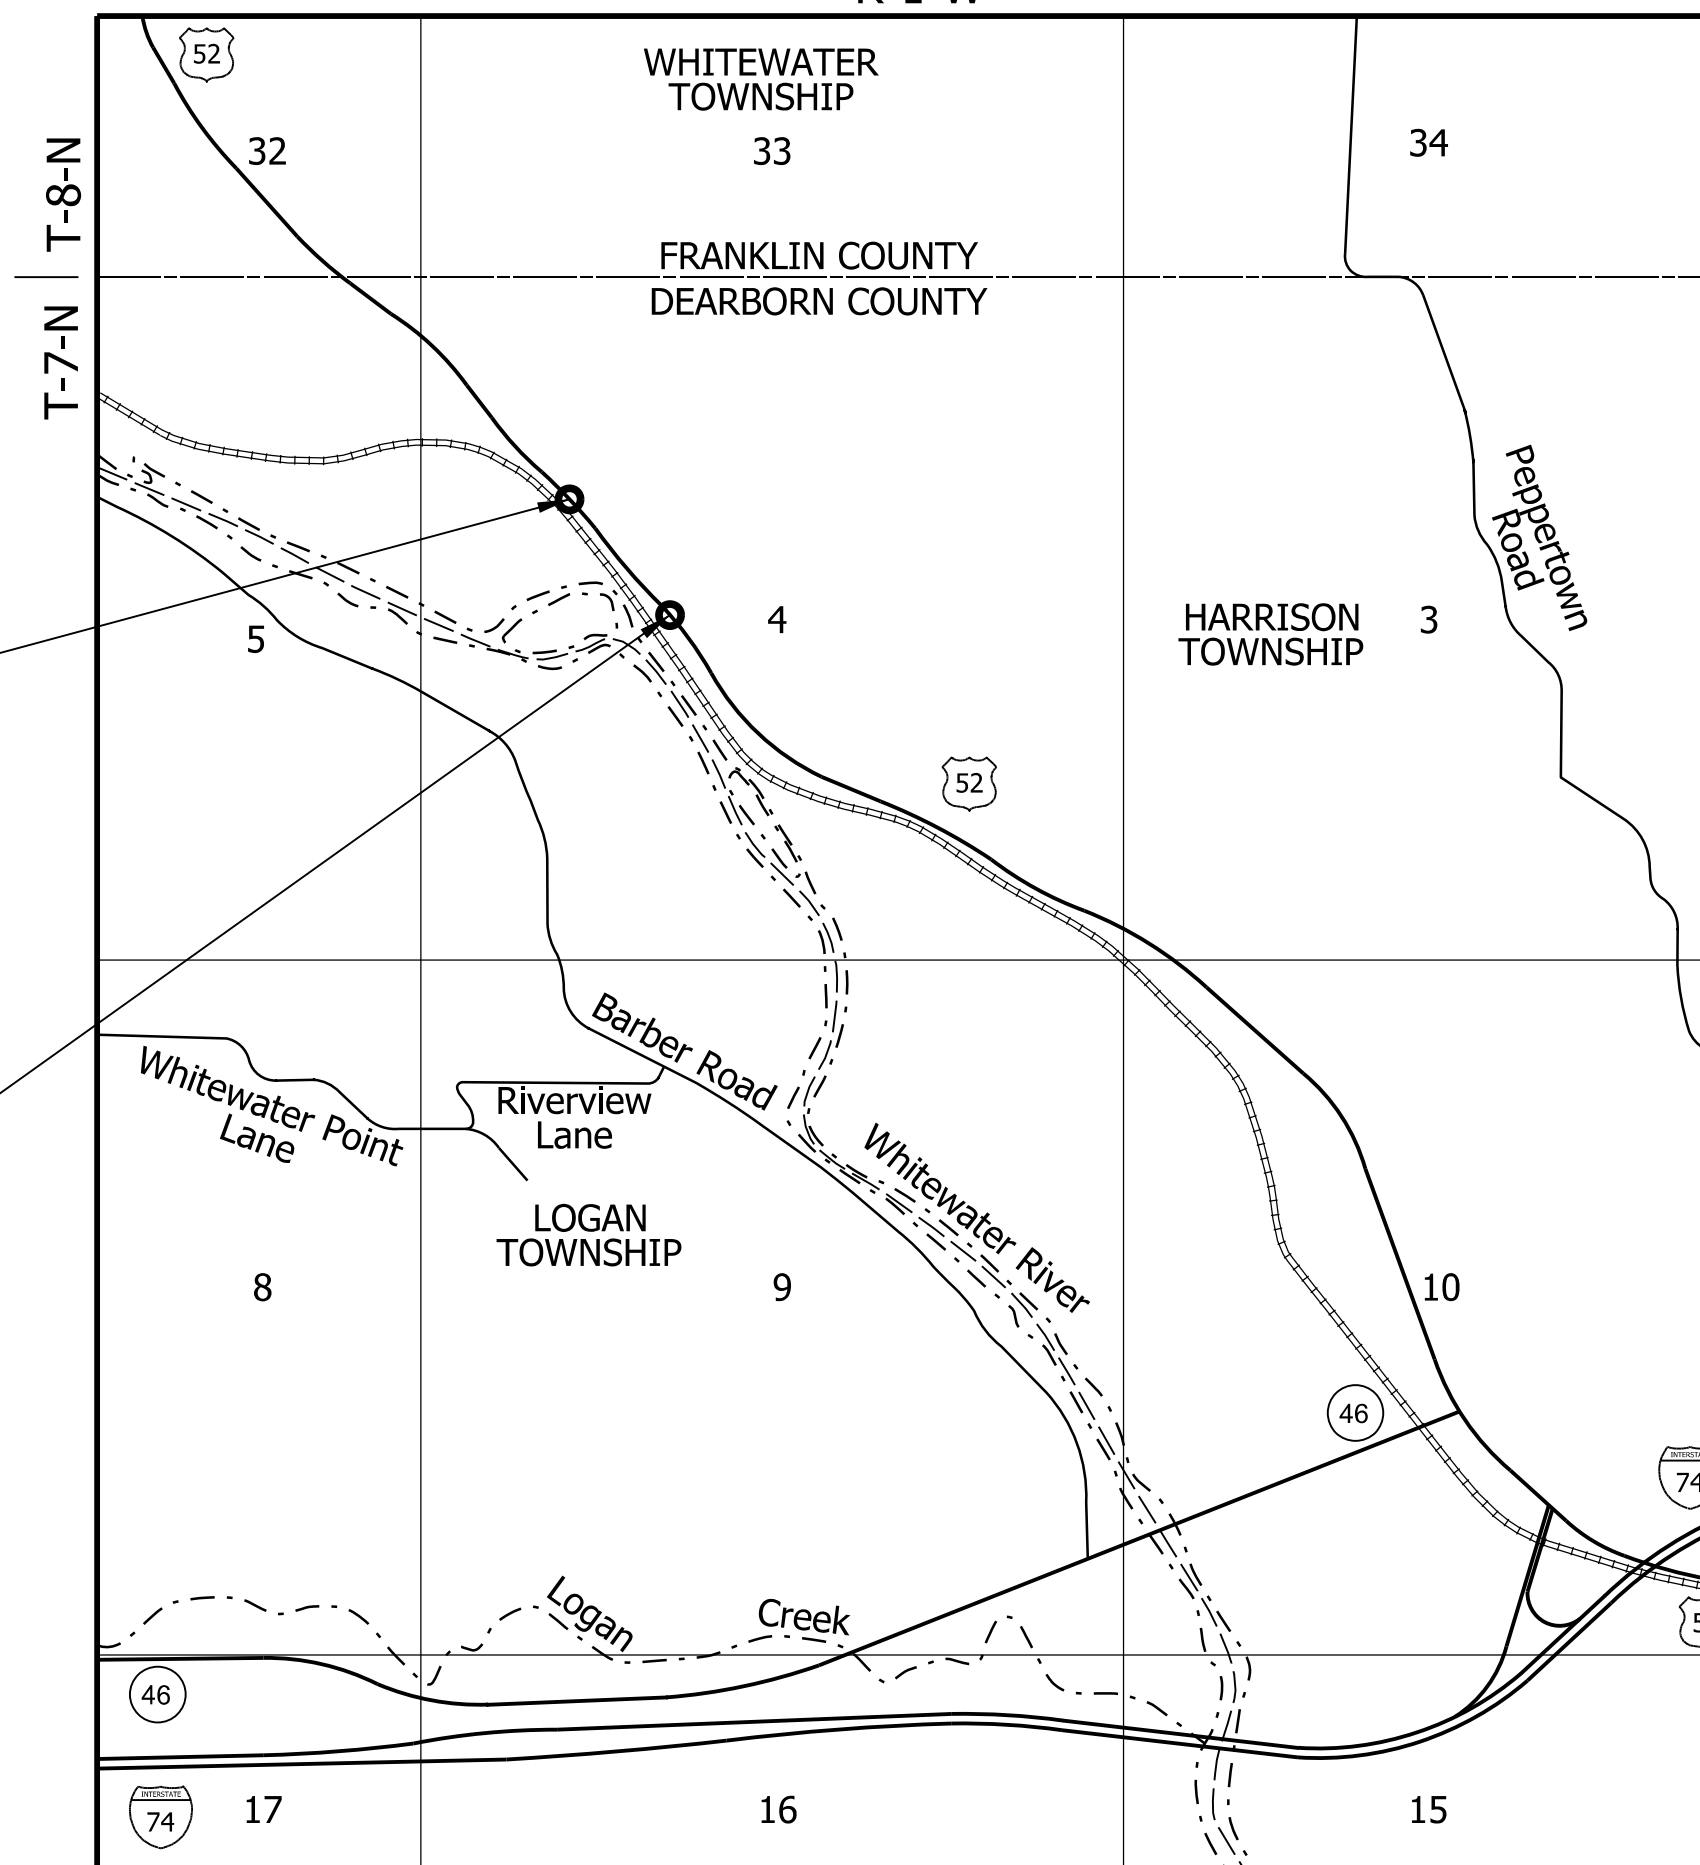 52
WHITEWATER
TOWNSHIP
32
33
34
T-8-N
FRANKLIN COUNTY
DEARBORN COUNTY
T-7-N
Peppertown
Road
5
4
HARRISON
TOWNSHIP
3
52
Barber Road
Whitewater Point
Lane
Riverview
Lane
Whitewater River
LOGAN
TOWNSHIP
8
9
10
46
74
Logan
Creek
46
INTERSTATE
74
17
16
15